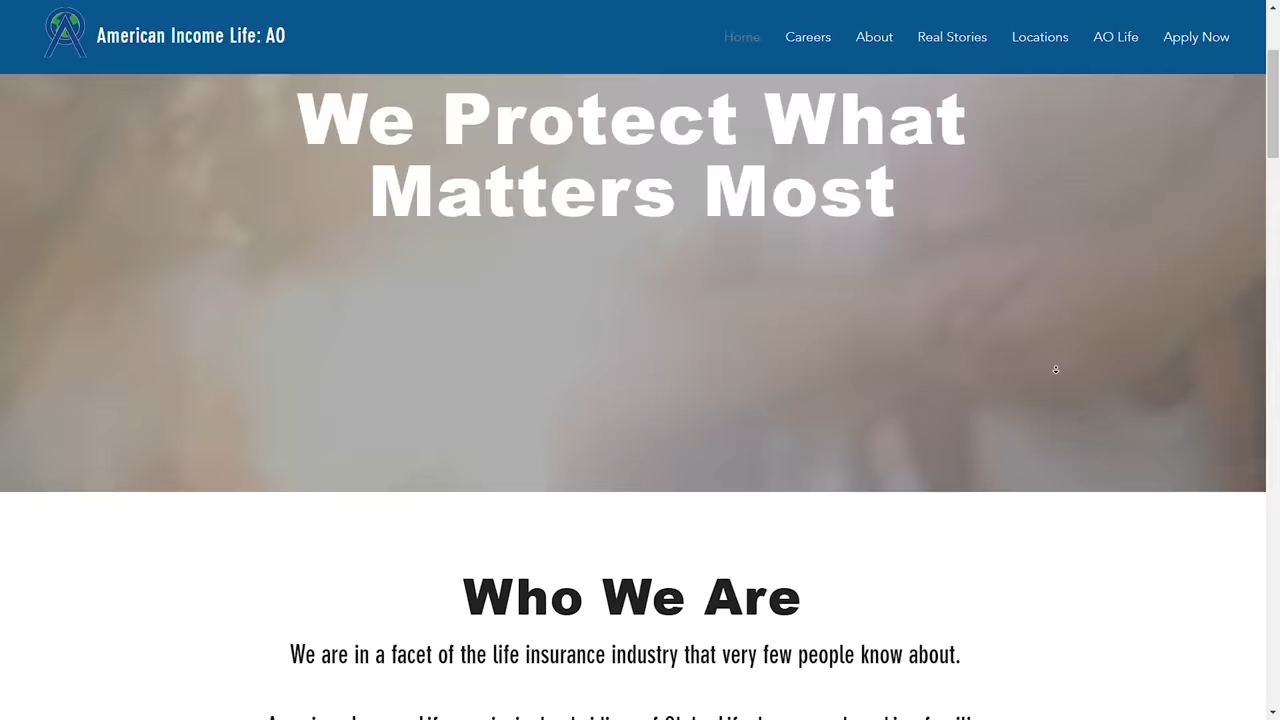 American Income Life: AO
Home Careers About Real Stories Locations AO Life Apply Now
We Protect What
Matters Most
Who We Are
We are in a facet of the life insurance industry that very few people know about.